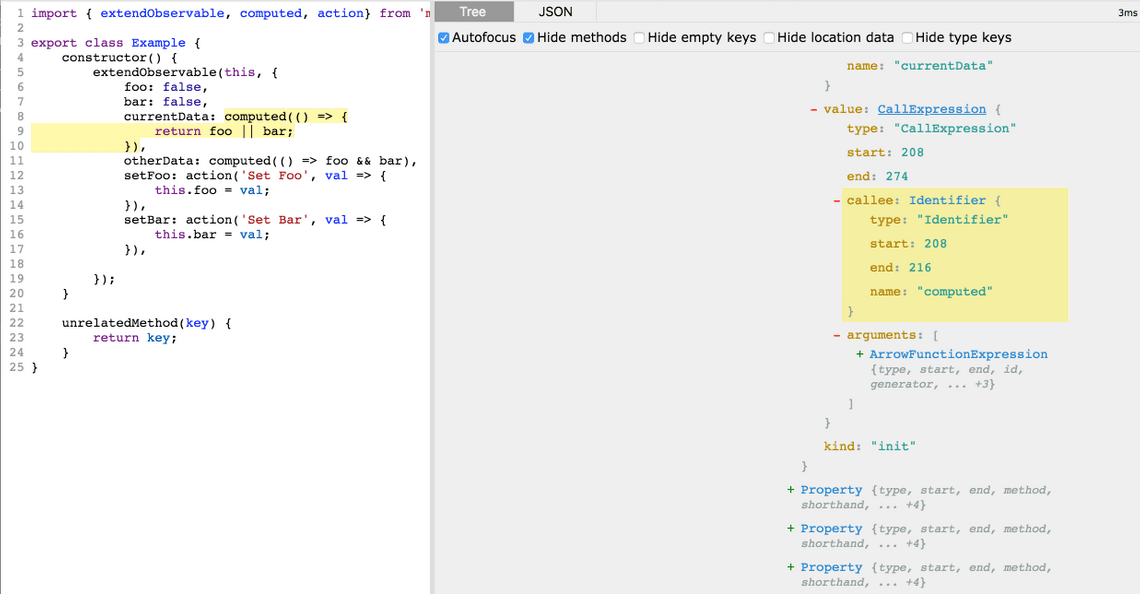 1 import { extendObservable, computed, action} from '
2
3 export class Example {
4 constructor() {
5 extendObservable(this, {
6 foo: false,
7 bar: false,
8 currentData: computed(() => {
9 return foo || bar;
10 }),
11 otherData: computed(() => foo && bar),
12 setFoo: action('Set Foo', val => {
13 this.foo = val;
14 }),
15 setBar: action('Set Bar', val => {
16 this.bar = val;
17 }),
18
19 });
20 }
21
22 unrelatedMethod(key) {
23 return key;
24 }
25 }
Tree JSON 3ms
Autofocus Hide methods Hide empty keys Hide location data Hide type keys
name: "currentData"
}
- value: CallExpression {
type: "CallExpression"
start: 208
end: 274
- callee: Identifier {
type: "Identifier"
start: 208
end: 216
name: "computed"
}
- arguments: [
+ ArrowFunctionExpression
{type, start, end, id,
generator, ... +3}
]
}
kind: "init"
}
+ Property {type, start, end, method,
shorthand, ... +4}
+ Property {type, start, end, method,
shorthand, ... +4}
+ Property {type, start, end, method,
shorthand, ... +4}